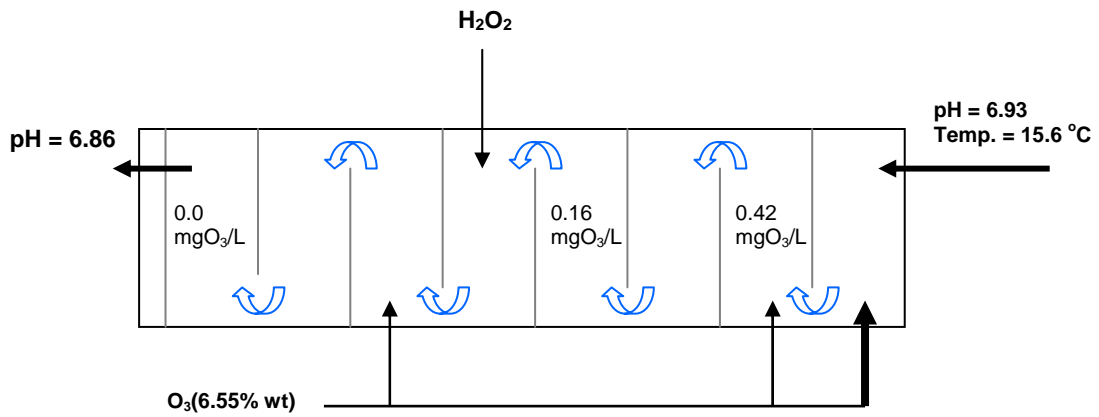 H₂O₂
pH = 6.93
Temp. = 15.6 °C
pH = 6.86
0.0
mgO₃/L
0.16
mgO₃/L
0.42
mgO₃/L
O₃(6.55% wt)